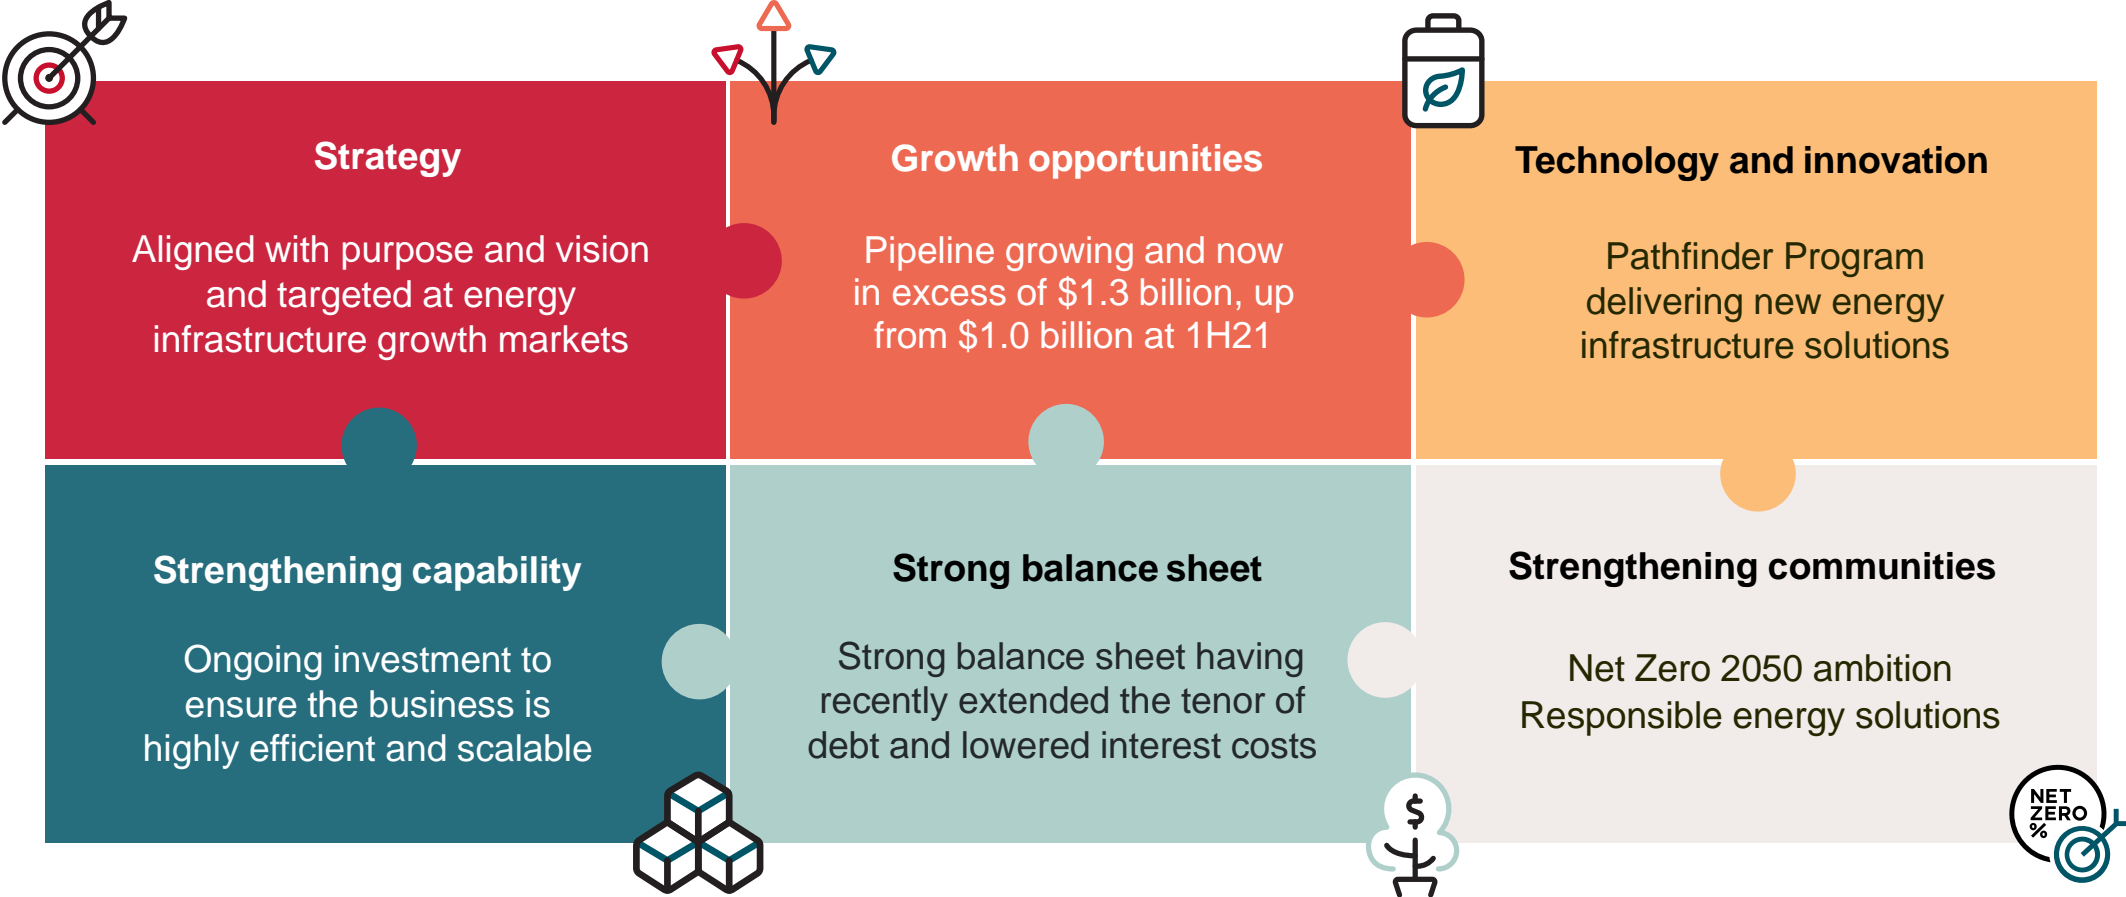 Strategy
Aligned with purpose and vision
and targeted at energy
infrastructure growth markets
Growth opportunities
Pipeline growing and now
in excess of $1.3 billion, up
from $1.0 billion at 1H21
Technology and innovation
Pathfinder Program
delivering new energy
infrastructure solutions
Strengthening capability
Ongoing investment to
ensure the business is
highly efficient and scalable
Strong balance sheet
Strong balance sheet having
recently extended the tenor of
debt and lowered interest costs
$
Strengthening communities
Net Zero 2050 ambition
Responsible energy solutions
NET
ZERO
%